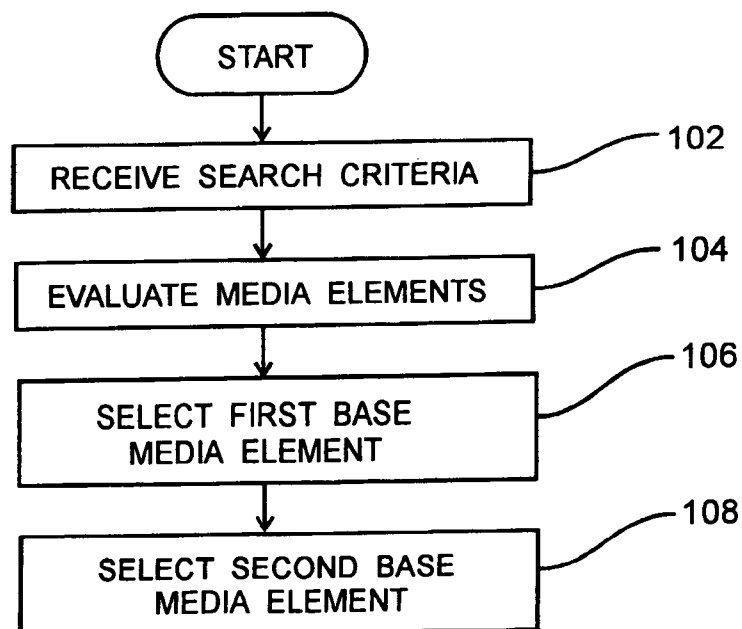 START
RECEIVE SEARCH CRITERIA
102
EVALUATE MEDIA ELEMENTS
104
SELECT FIRST BASE
MEDIA ELEMENT
106
SELECT SECOND BASE
MEDIA ELEMENT
108